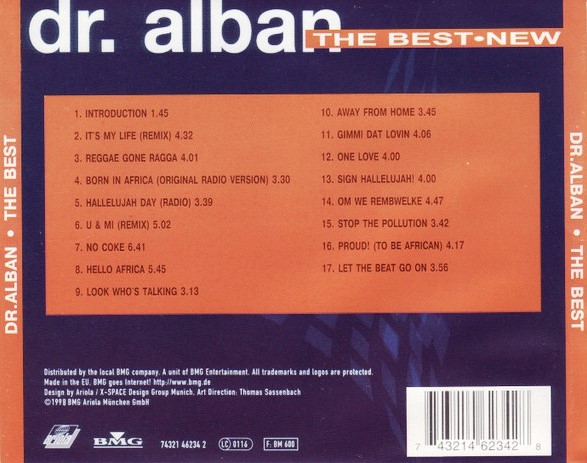 dr. alban
THE BEST•NEW
1. INTRODUCTION 1.45
2. IT'S MY LIFE (REMIX) 4.32
3. REGGAE GONE RAGGA 4.01
4. BORN IN AFRICA (ORIGINAL RADIO VERSION) 3.30
5. HALLELUJAH DAY (RADIO) 3.39
6. U & MI (REMIX) 5.02
7. NO COKE 6.41
8. HELLO AFRICA 5.45
9. LOOK WHO'S TALKING 3.13
10. AWAY FROM HOME 3.45
11. GIMMI DAT LOVIN 4.06
12. ONE LOVE 4.00
13. SIGN HALLELUJAH! 4.00
14. OM WE REMBWELKE 4.47
15. STOP THE POLLUTION 3.42
16. PROUD! (TO BE AFRICAN) 4.17
17. LET THE BEAT GO ON 3.56
DR.ALBAN • THE BEST
DR.ALBAN • THE BEST
Distributed by the local BMG company. A unit of BMG Entertainment. All trademarks and logos are protected.
Made in the EU. BMG goes Internet! http://www.bmg.de
Design by Ariola / X-SPACE Design Group Munich, Art Direction: Thomas Sassenbach
©1998 BMG Ariola München GmbH
ariola
BMG
74321 46234 2
LC 0116
F: BM 600
7 43214 62342 8